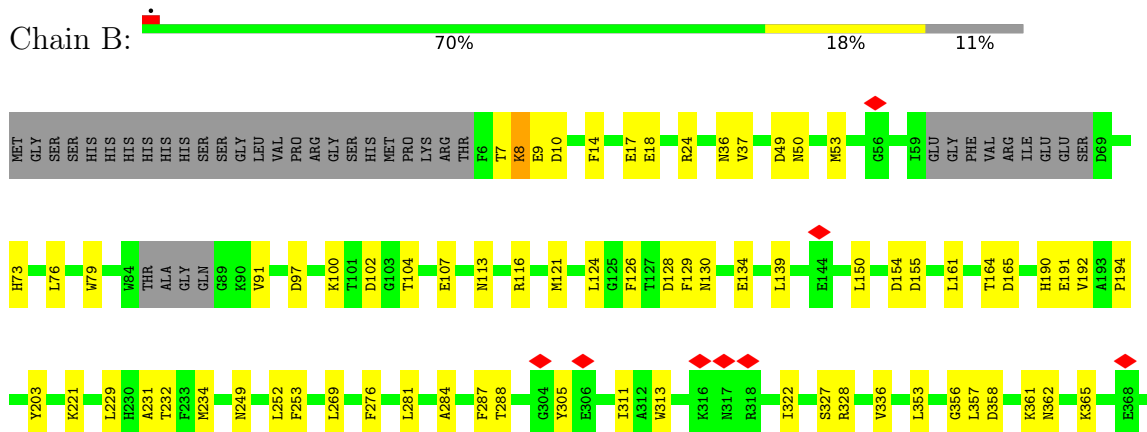 Chain B:
70% 18% 11%
MET GLY SER SER HIS HIS HIS HIS HIS HIS SER SER GLY LEU VAL PRO ARG GLY SER HIS MET PRO LYS ARG THR F6 T7 K8 E9 D10 F14 E17 E18 R24 N36 V37 D49 N50 M53 G56 I59 GLU GLY PHE VAL ARG ILE GLU GLU SER D69
H73 L76 W79 W84 THR ALA GLY GLN G89 K90 V91 D97 K100 T101 D102 G103 T104 E107 N113 R116 M121 L124 G125 F126 T127 D128 F129 N130 E134 L139 E144 L150 D154 D155 L161 T164 D165 H190 E191 V192 A193 P194
Y203 K221 L229 H230 A231 T232 F233 M234 N249 L252 F253 L269 F276 L281 A284 F287 T288 G304 Y305 E306 I311 A312 W313 K316 N317 R318 I322 S327 R328 V336 L353 G356 L357 D358 K361 N362 K365 E368